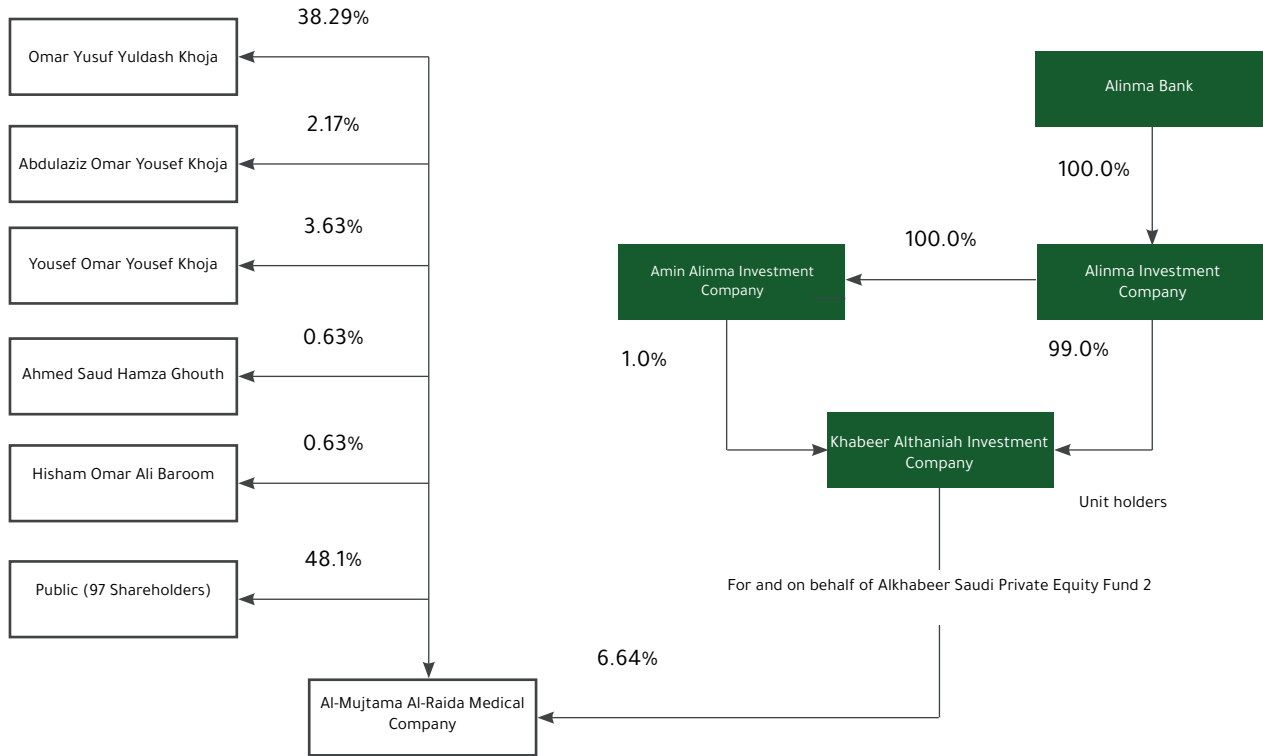 38.29%
Omar Yusuf Yuldash Khoja
2.17%
Abdulaziz Omar Yousef Khoja
3.63%
Yousef Omar Yousef Khoja
0.63%
Ahmed Saud Hamza Ghouth
0.63%
Hisham Omar Ali Baroom
48.1%
Public (97 Shareholders)
Alinma Bank
100.0%
100.0%
Amin Alinma Investment
Company
Alinma Investment
Company
1.0%
99.0%
Khabeer Althaniah Investment
Company
Unit holders
For and on behalf of Alkhabeer Saudi Private Equity Fund 2
6.64%
Al-Mujtama Al-Raida Medical
Company